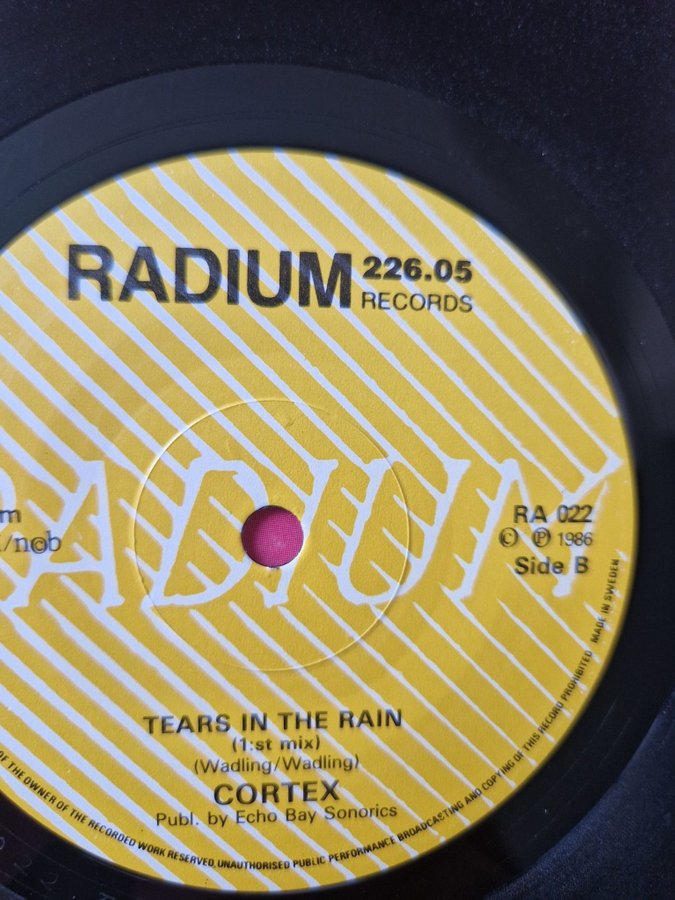 RADIUM 226.05
RECORDS
RADIUM
m
/ncb
RA 022
© ℗ 1986
Side B
TEARS IN THE RAIN
(1:st mix)
(Wadling/Wadling)
CORTEX
Publ. by Echo Bay Sonorics
OF THE OWNER OF THE RECORDED WORK RESERVED. UNAUTHORISED PUBLIC PERFORMANCE BROADCASTING AND COPYING OF THIS RECORD PROHIBITED MADE IN SWEDEN